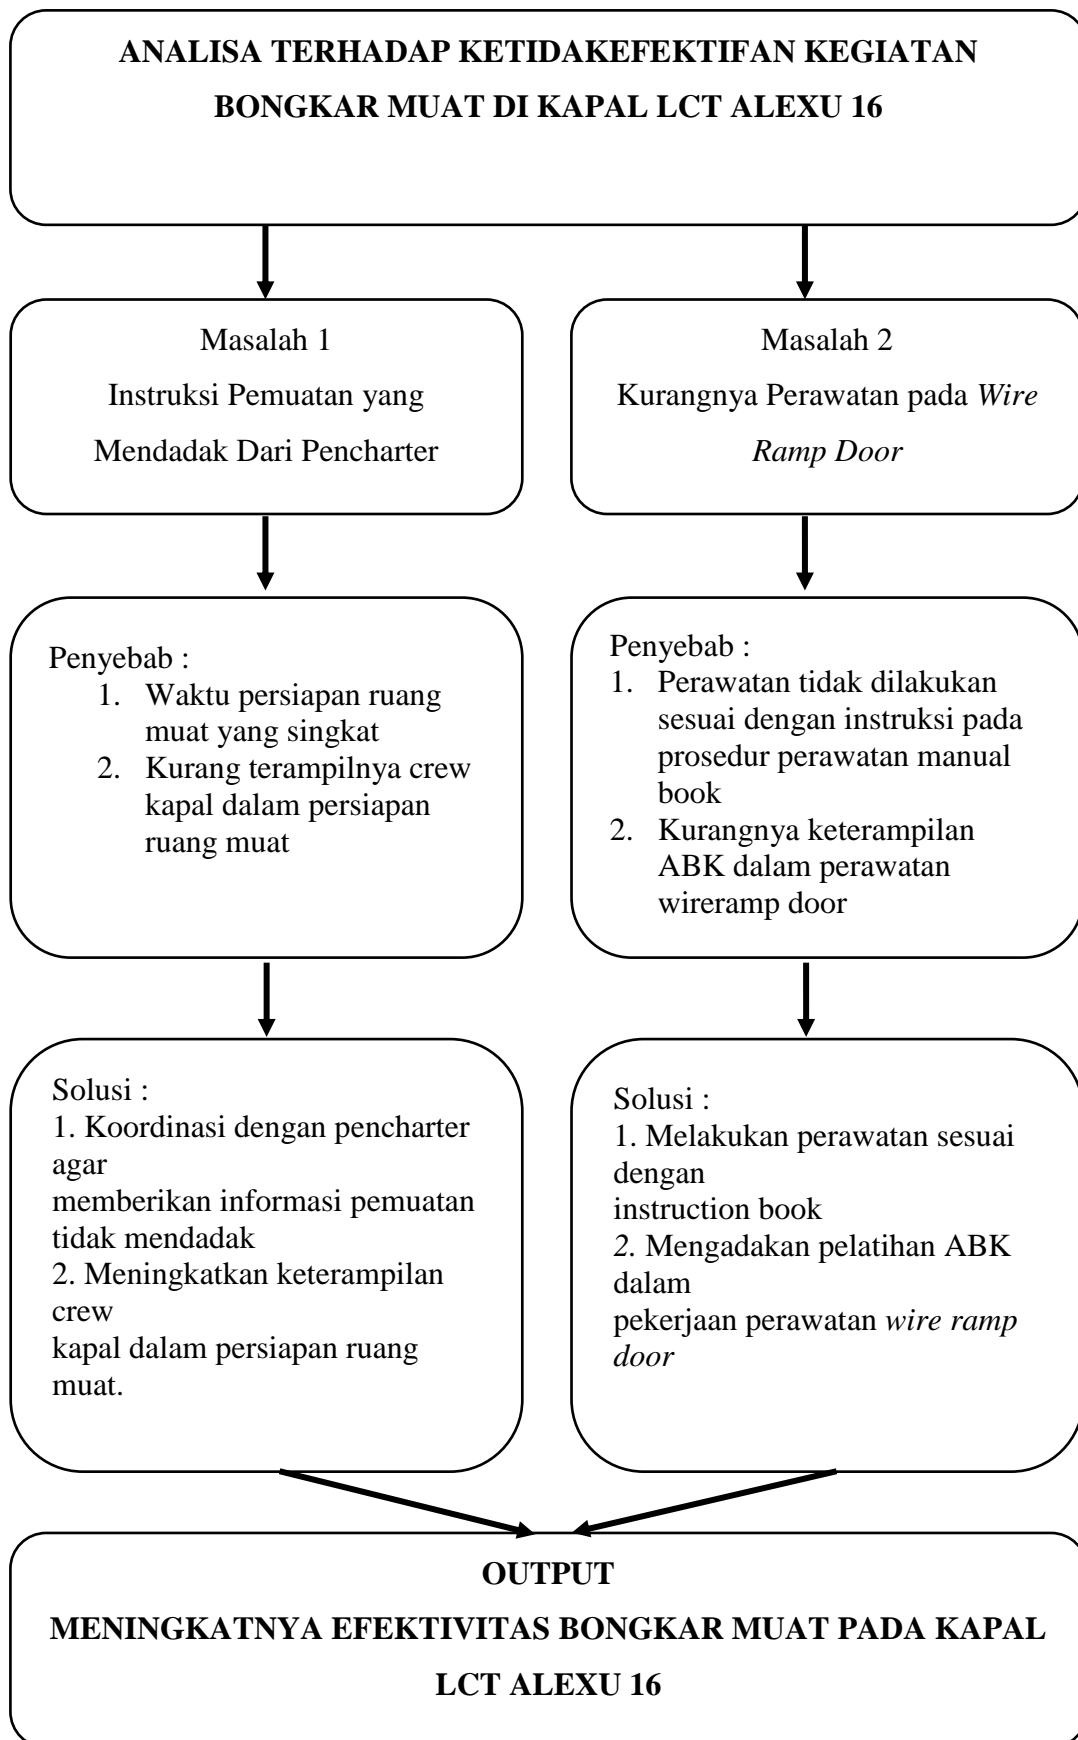 ANALISA TERHADAP KETIDAKEFEKTIFAN KEGIATAN
BONGKAR MUAT DI KAPAL LCT ALEXU 16
Masalah 1
Instruksi Pemuatan yang
Mendadak Dari Pencharter
Masalah 2
Kurangnya Perawatan pada Wire
Ramp Door
Penyebab :
1. Waktu persiapan ruang
muat yang singkat
2. Kurang terampilnya crew
kapal dalam persiapan
ruang muat
Penyebab :
1. Perawatan tidak dilakukan
sesuai dengan instruksi pada
prosedur perawatan manual
book
2. Kurangnya keterampilan
ABK dalam perawatan
wireramp door
Solusi :
1. Koordinasi dengan pencharter
agar
memberikan informasi pemuatan
tidak mendadak
2. Meningkatkan keterampilan
crew
kapal dalam persiapan ruang
muat.
Solusi :
1. Melakukan perawatan sesuai
dengan
instruction book
2. Mengadakan pelatihan ABK
dalam
pekerjaan perawatan wire ramp
door
OUTPUT
MENINGKATNYA EFEKTIVITAS BONGKAR MUAT PADA KAPAL
LCT ALEXU 16